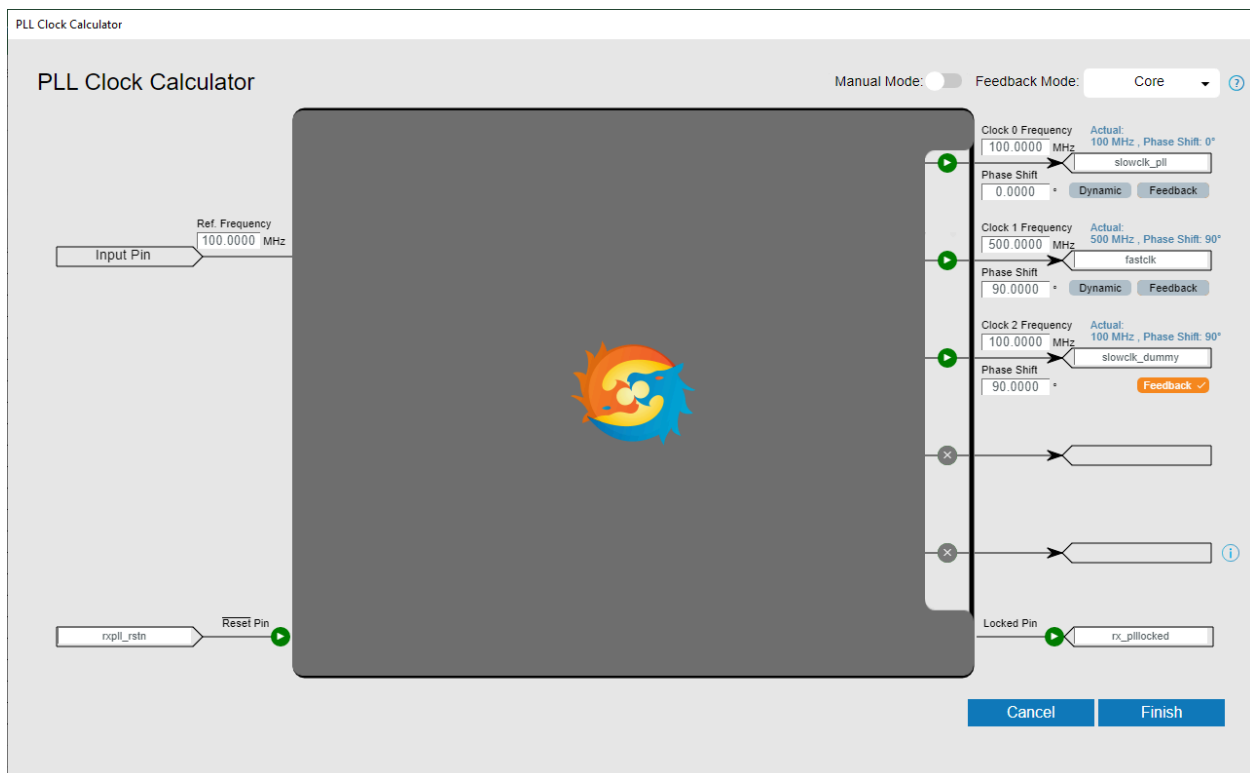 PLL Clock Calculator
PLL Clock Calculator
Manual Mode:
Feedback Mode:
Core
?
Ref. Frequency
100.0000 MHz
Input Pin
Clock 0 Frequency
Actual:
100.0000 MHz
100 MHz , Phase Shift: 0°
slowclk_pll
Phase Shift
0.0000 °
Dynamic
Feedback
Clock 1 Frequency
Actual:
500.0000 MHz
500 MHz , Phase Shift: 90°
fastclk
Phase Shift
90.0000 °
Dynamic
Feedback
Clock 2 Frequency
Actual:
100.0000 MHz
100 MHz , Phase Shift: 90°
slowclk_dummy
Phase Shift
90.0000 °
Feedback ✓
i
Reset Pin
rxpll_rstn
Locked Pin
rx_plllocked
Cancel
Finish